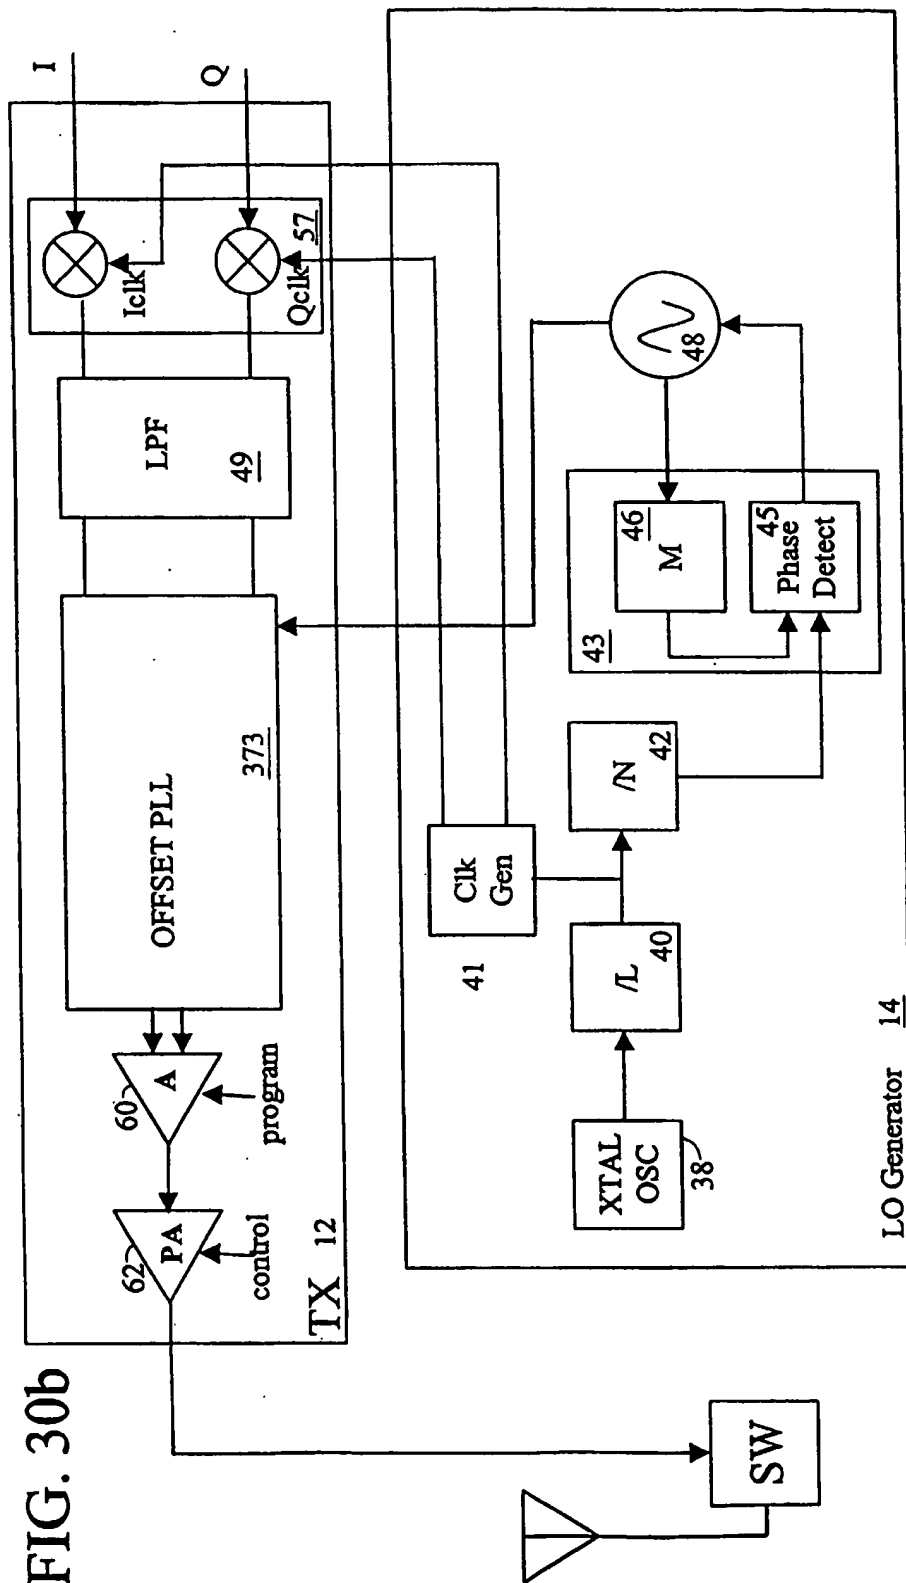 FIG. 30b
I
Q
Iclk
Qclk
57
LPF
49
OFFSET PLL
373
A
60
program
PA
62
control
TX 12
SW
Clk
Gen
41
XTAL
OSC
38
/L
40
/N
42
43
M
46
45
Phase
Detect
48
LO Generator 14